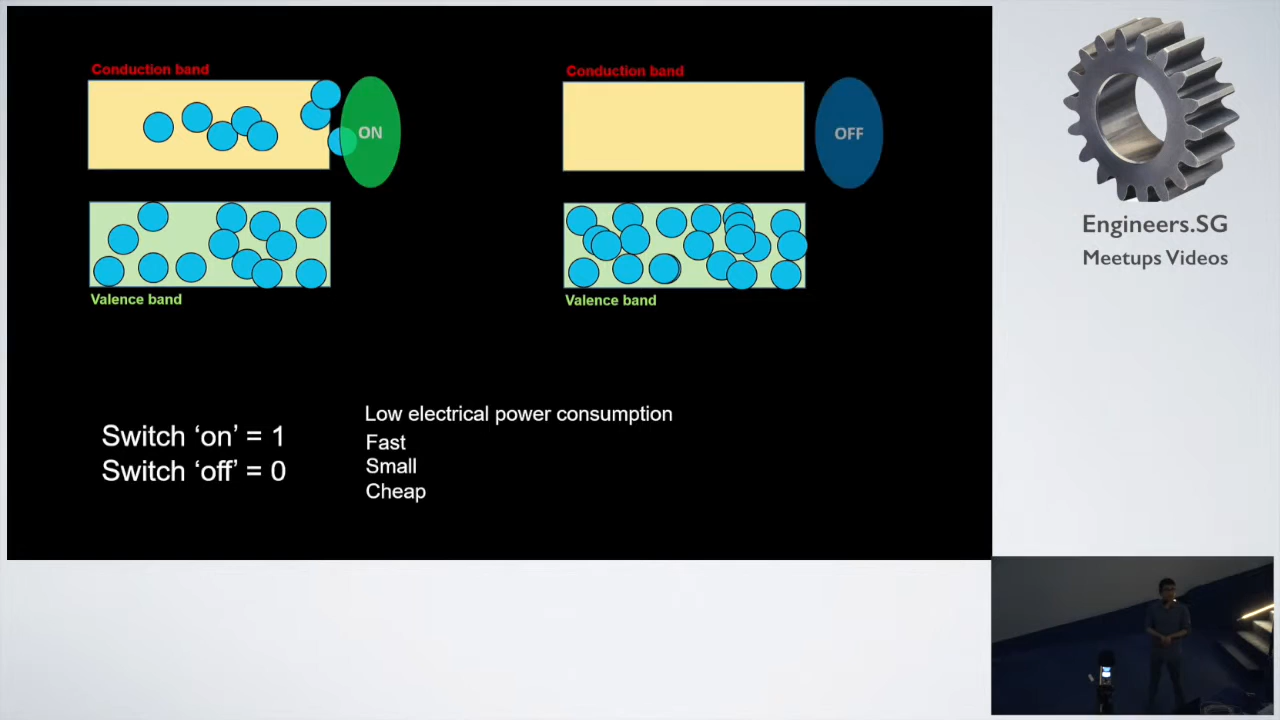 Conduction band
ON
Valence band
Conduction band
OFF
Valence band
Switch ‘on’ = 1
Switch ‘off’ = 0
Low electrical power consumption
Fast
Small
Cheap
Engineers.SG
Meetups Videos